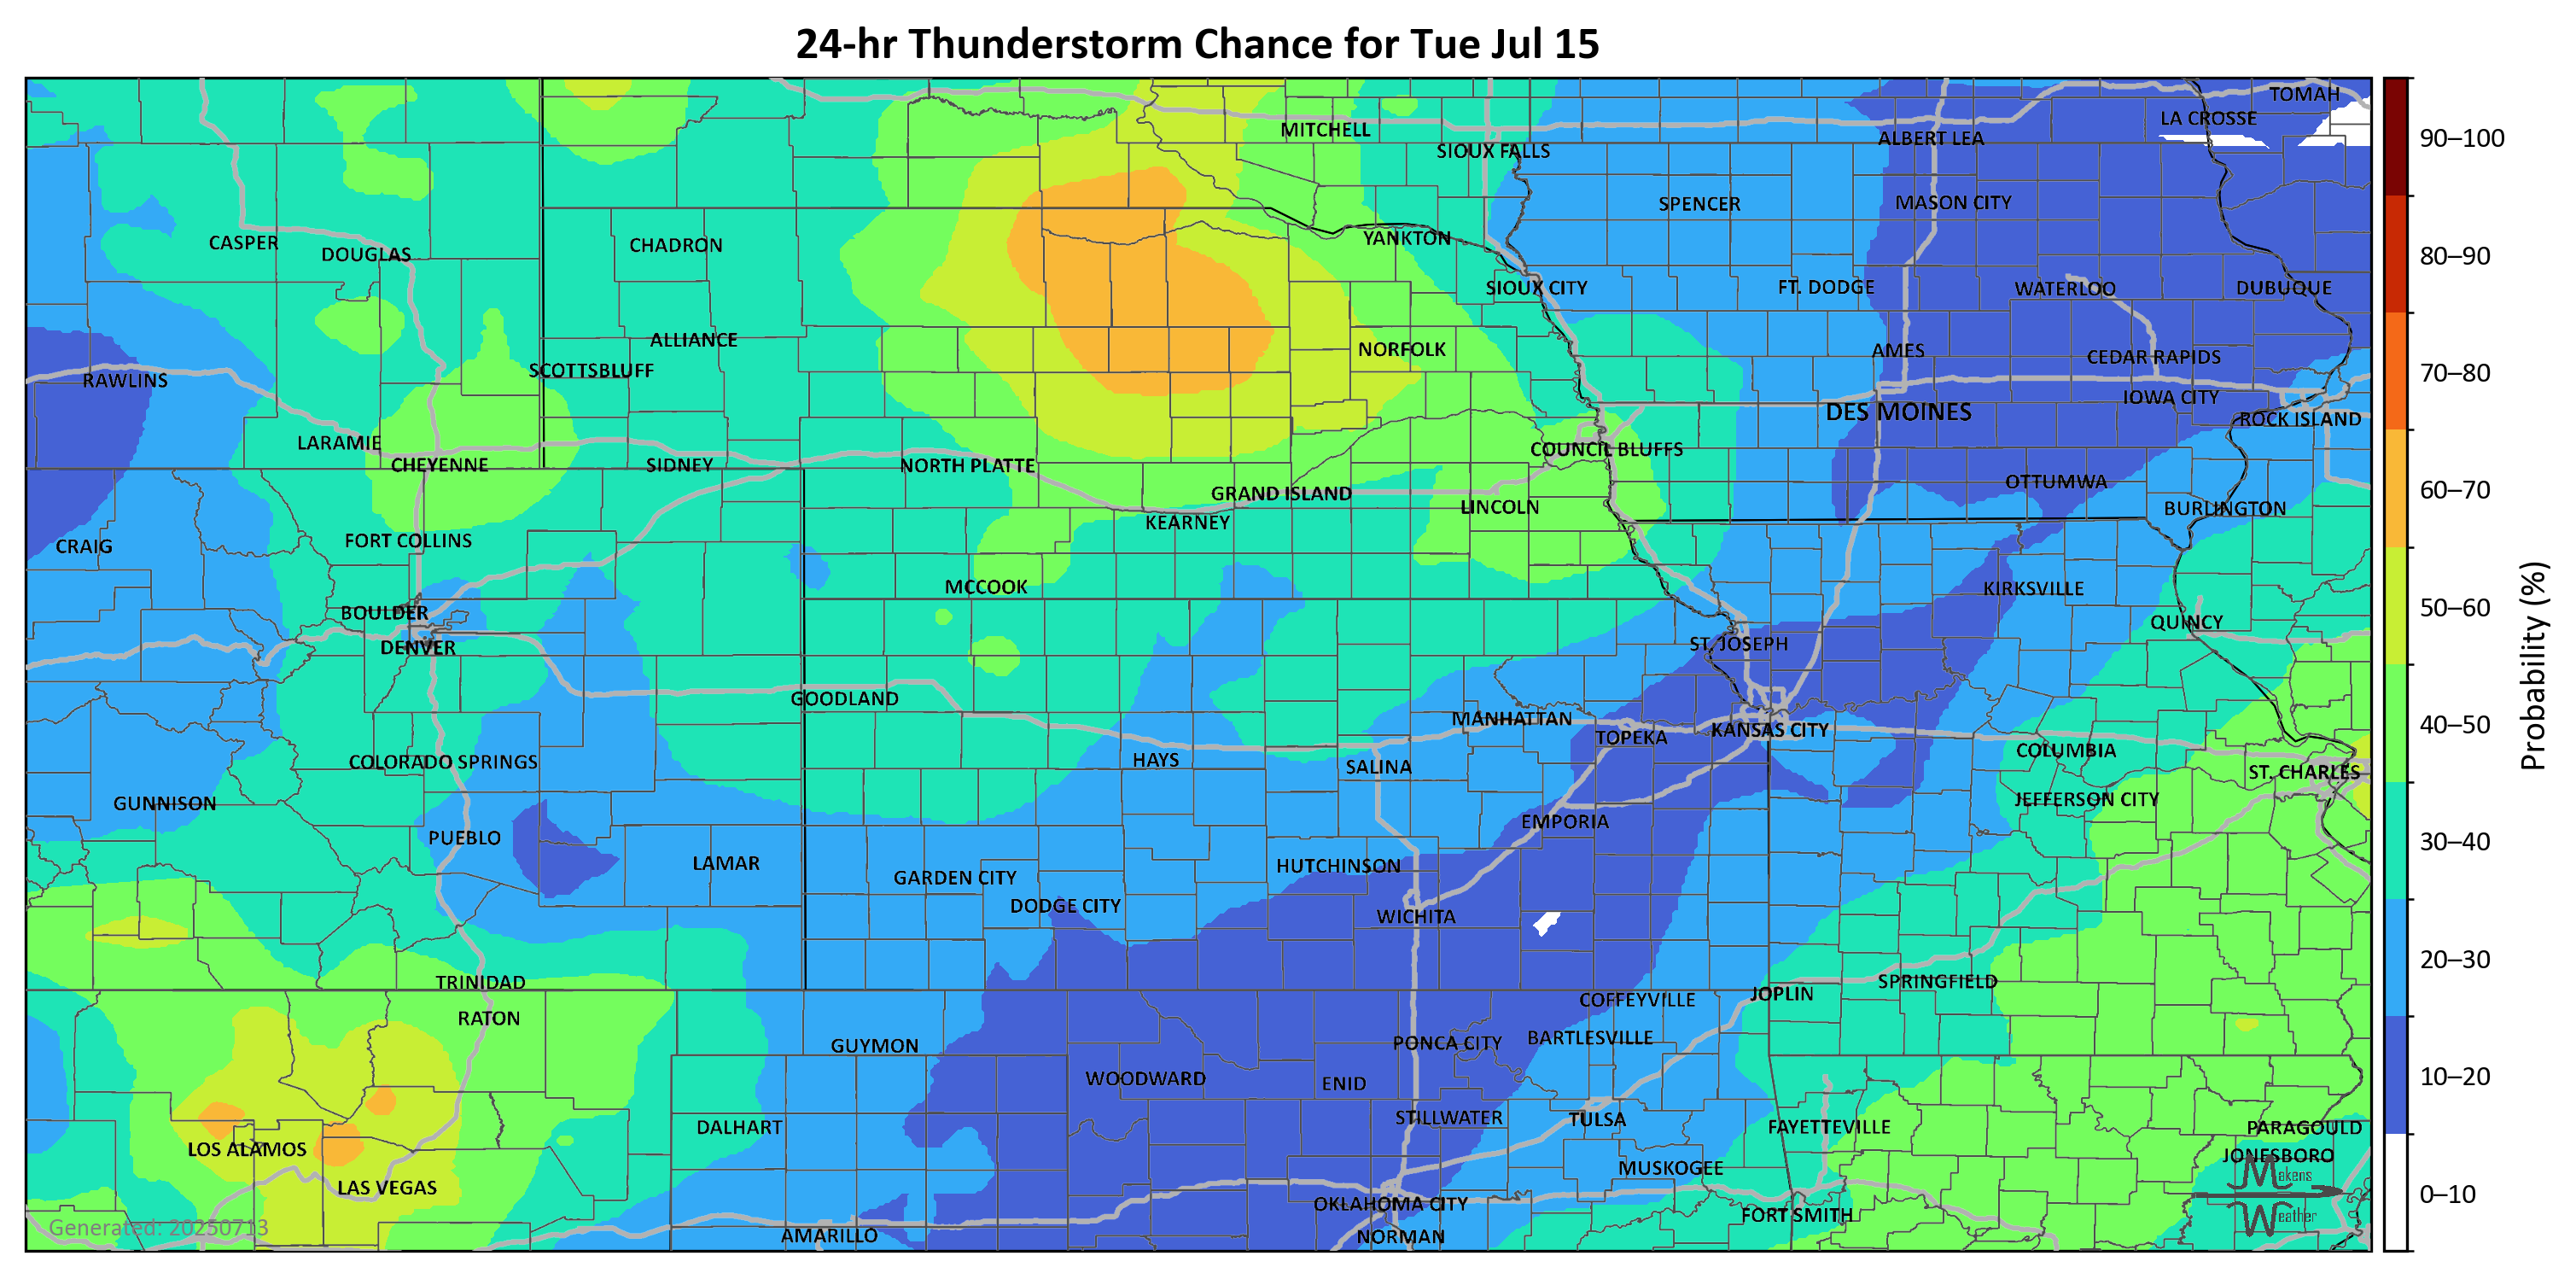 24-hr Thunderstorm Chance for Tue Jul 15
TOMAH
LA CROSSE
MITCHELL
ALBERT LEA
SIOUX FALLS
SPENCER
MASON CITY
YANKTON
CASPER
CHADRON
DOUGLAS
SIOUX CITY
FT. DODGE
WATERLOO
DUBUQUE
ALLIANCE
NORFOLK
AMES
CEDAR RAPIDS
SCOTTSBLUFF
RAWLINS
IOWA CITY
DES MOINES
ROCK ISLAND
LARAMIE
COUNCIL BLUFFS
CHEYENNE
SIDNEY
NORTH PLATTE
OTTUMWA
GRAND ISLAND
LINCOLN
BURLINGTON
KEARNEY
FORT COLLINS
CRAIG
MCCOOK
KIRKSVILLE
BOULDER
QUINCY
DENVER
ST. JOSEPH
GOODLAND
MANHATTAN
KANSAS CITY
TOPEKA
COLUMBIA
COLORADO SPRINGS
HAYS
SALINA
ST. CHARLES
JEFFERSON CITY
GUNNISON
EMPORIA
PUEBLO
LAMAR
HUTCHINSON
GARDEN CITY
DODGE CITY
WICHITA
TRINIDAD
SPRINGFIELD
JOPLIN
COFFEYVILLE
RATON
BARTLESVILLE
PONCA CITY
GUYMON
WOODWARD
ENID
STILLWATER
TULSA
DALHART
FAYETTEVILLE
PARAGOULD
LOS ALAMOS
JONESBORO
MUSKOGEE
LAS VEGAS
OKLAHOMA CITY
FORT SMITH
AMARILLO
NORMAN
Generated: 20250713
Makens
Weather
90–100
80–90
70–80
60–70
50–60
40–50
30–40
20–30
10–20
0–10
Probability (%)